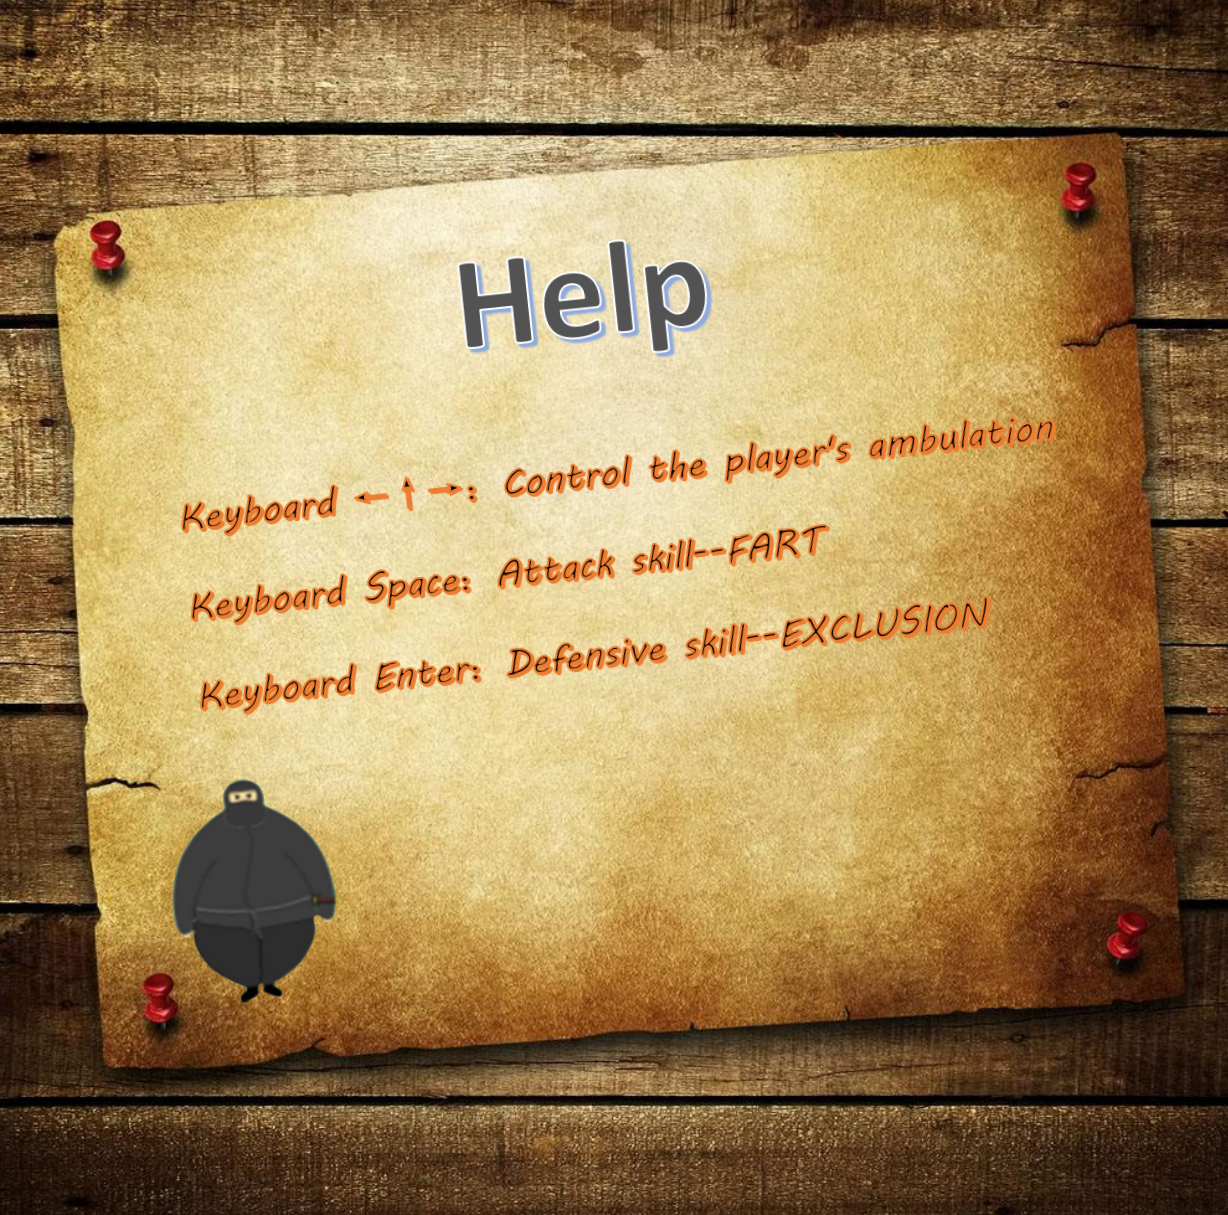 Help
Keyboard ← ↑ →: Control the player's ambulation
Keyboard Space: Attack skill--FART
Keyboard Enter: Defensive skill--EXCLUSION